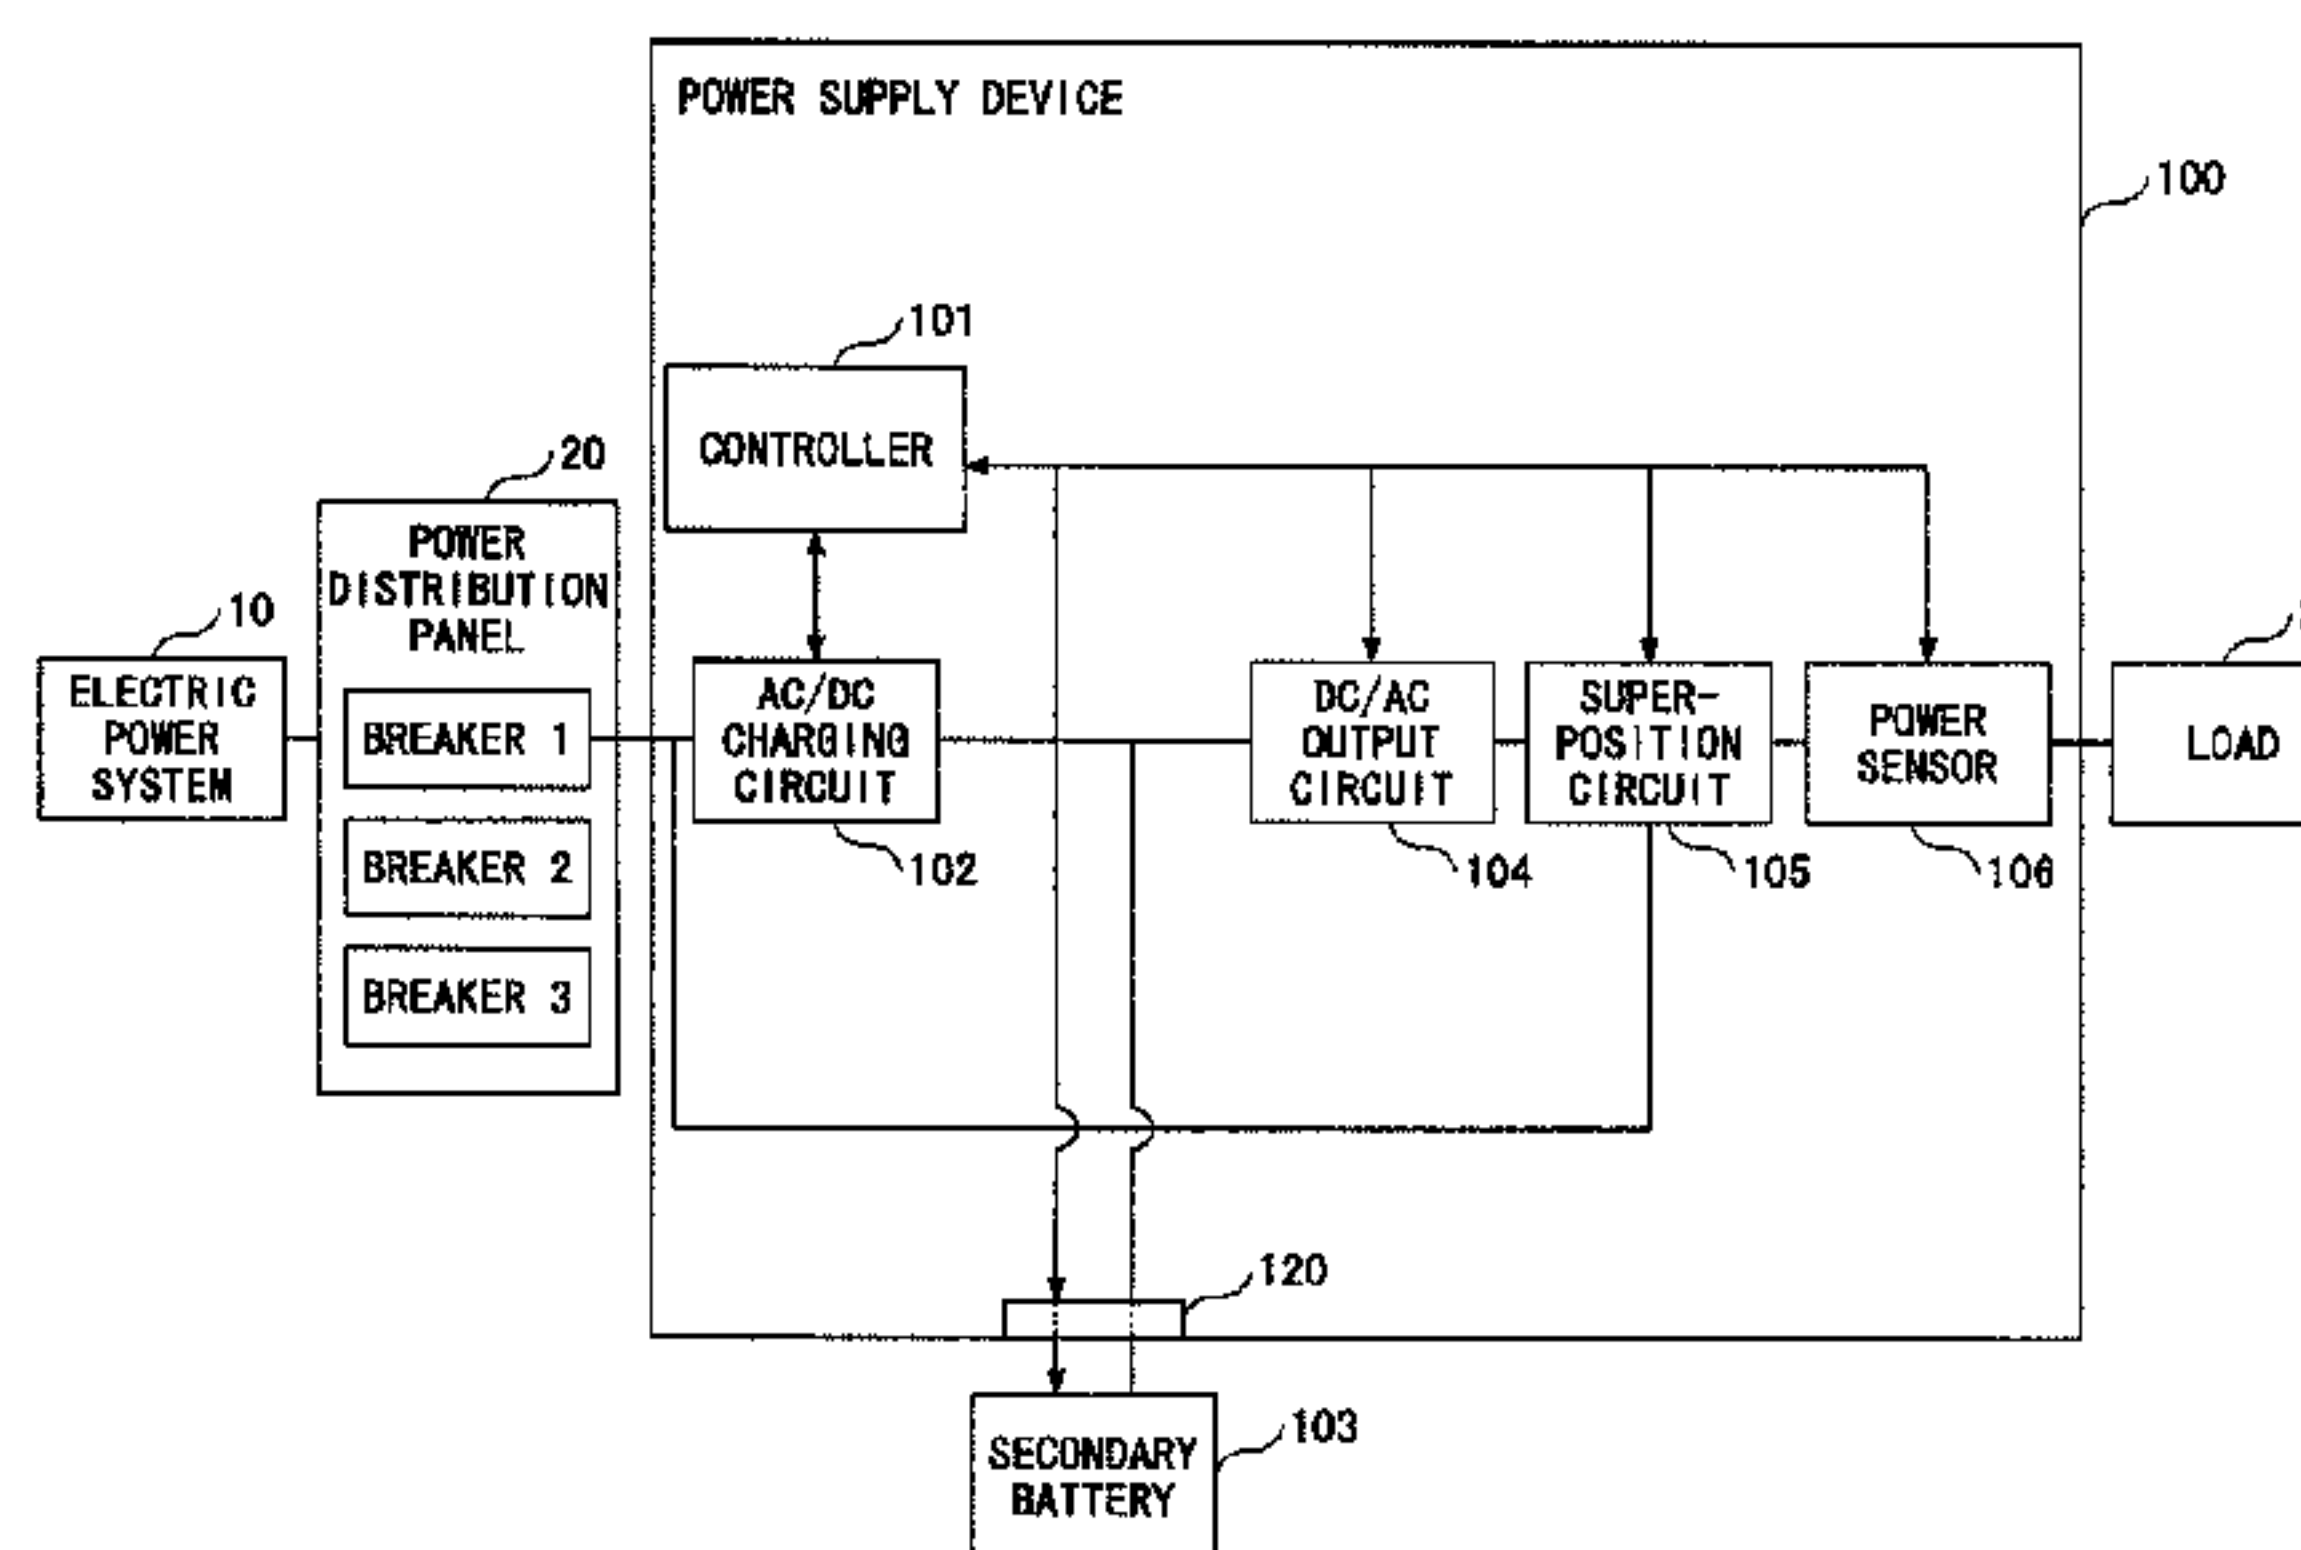 POWER SUPPLY DEVICE
100
101
CONTROLLER
20
POWER
DISTRIBUTION
PANEL
10
ELECTRIC
POWER
SYSTEM
BREAKER 1
BREAKER 2
BREAKER 3
AC/DC
CHARGING
CIRCUIT
102
DC/AC
OUTPUT
CIRCUIT
104
SUPER-
POSITION
CIRCUIT
105
POWER
SENSOR
106
LOAD
120
103
SECONDARY
BATTERY